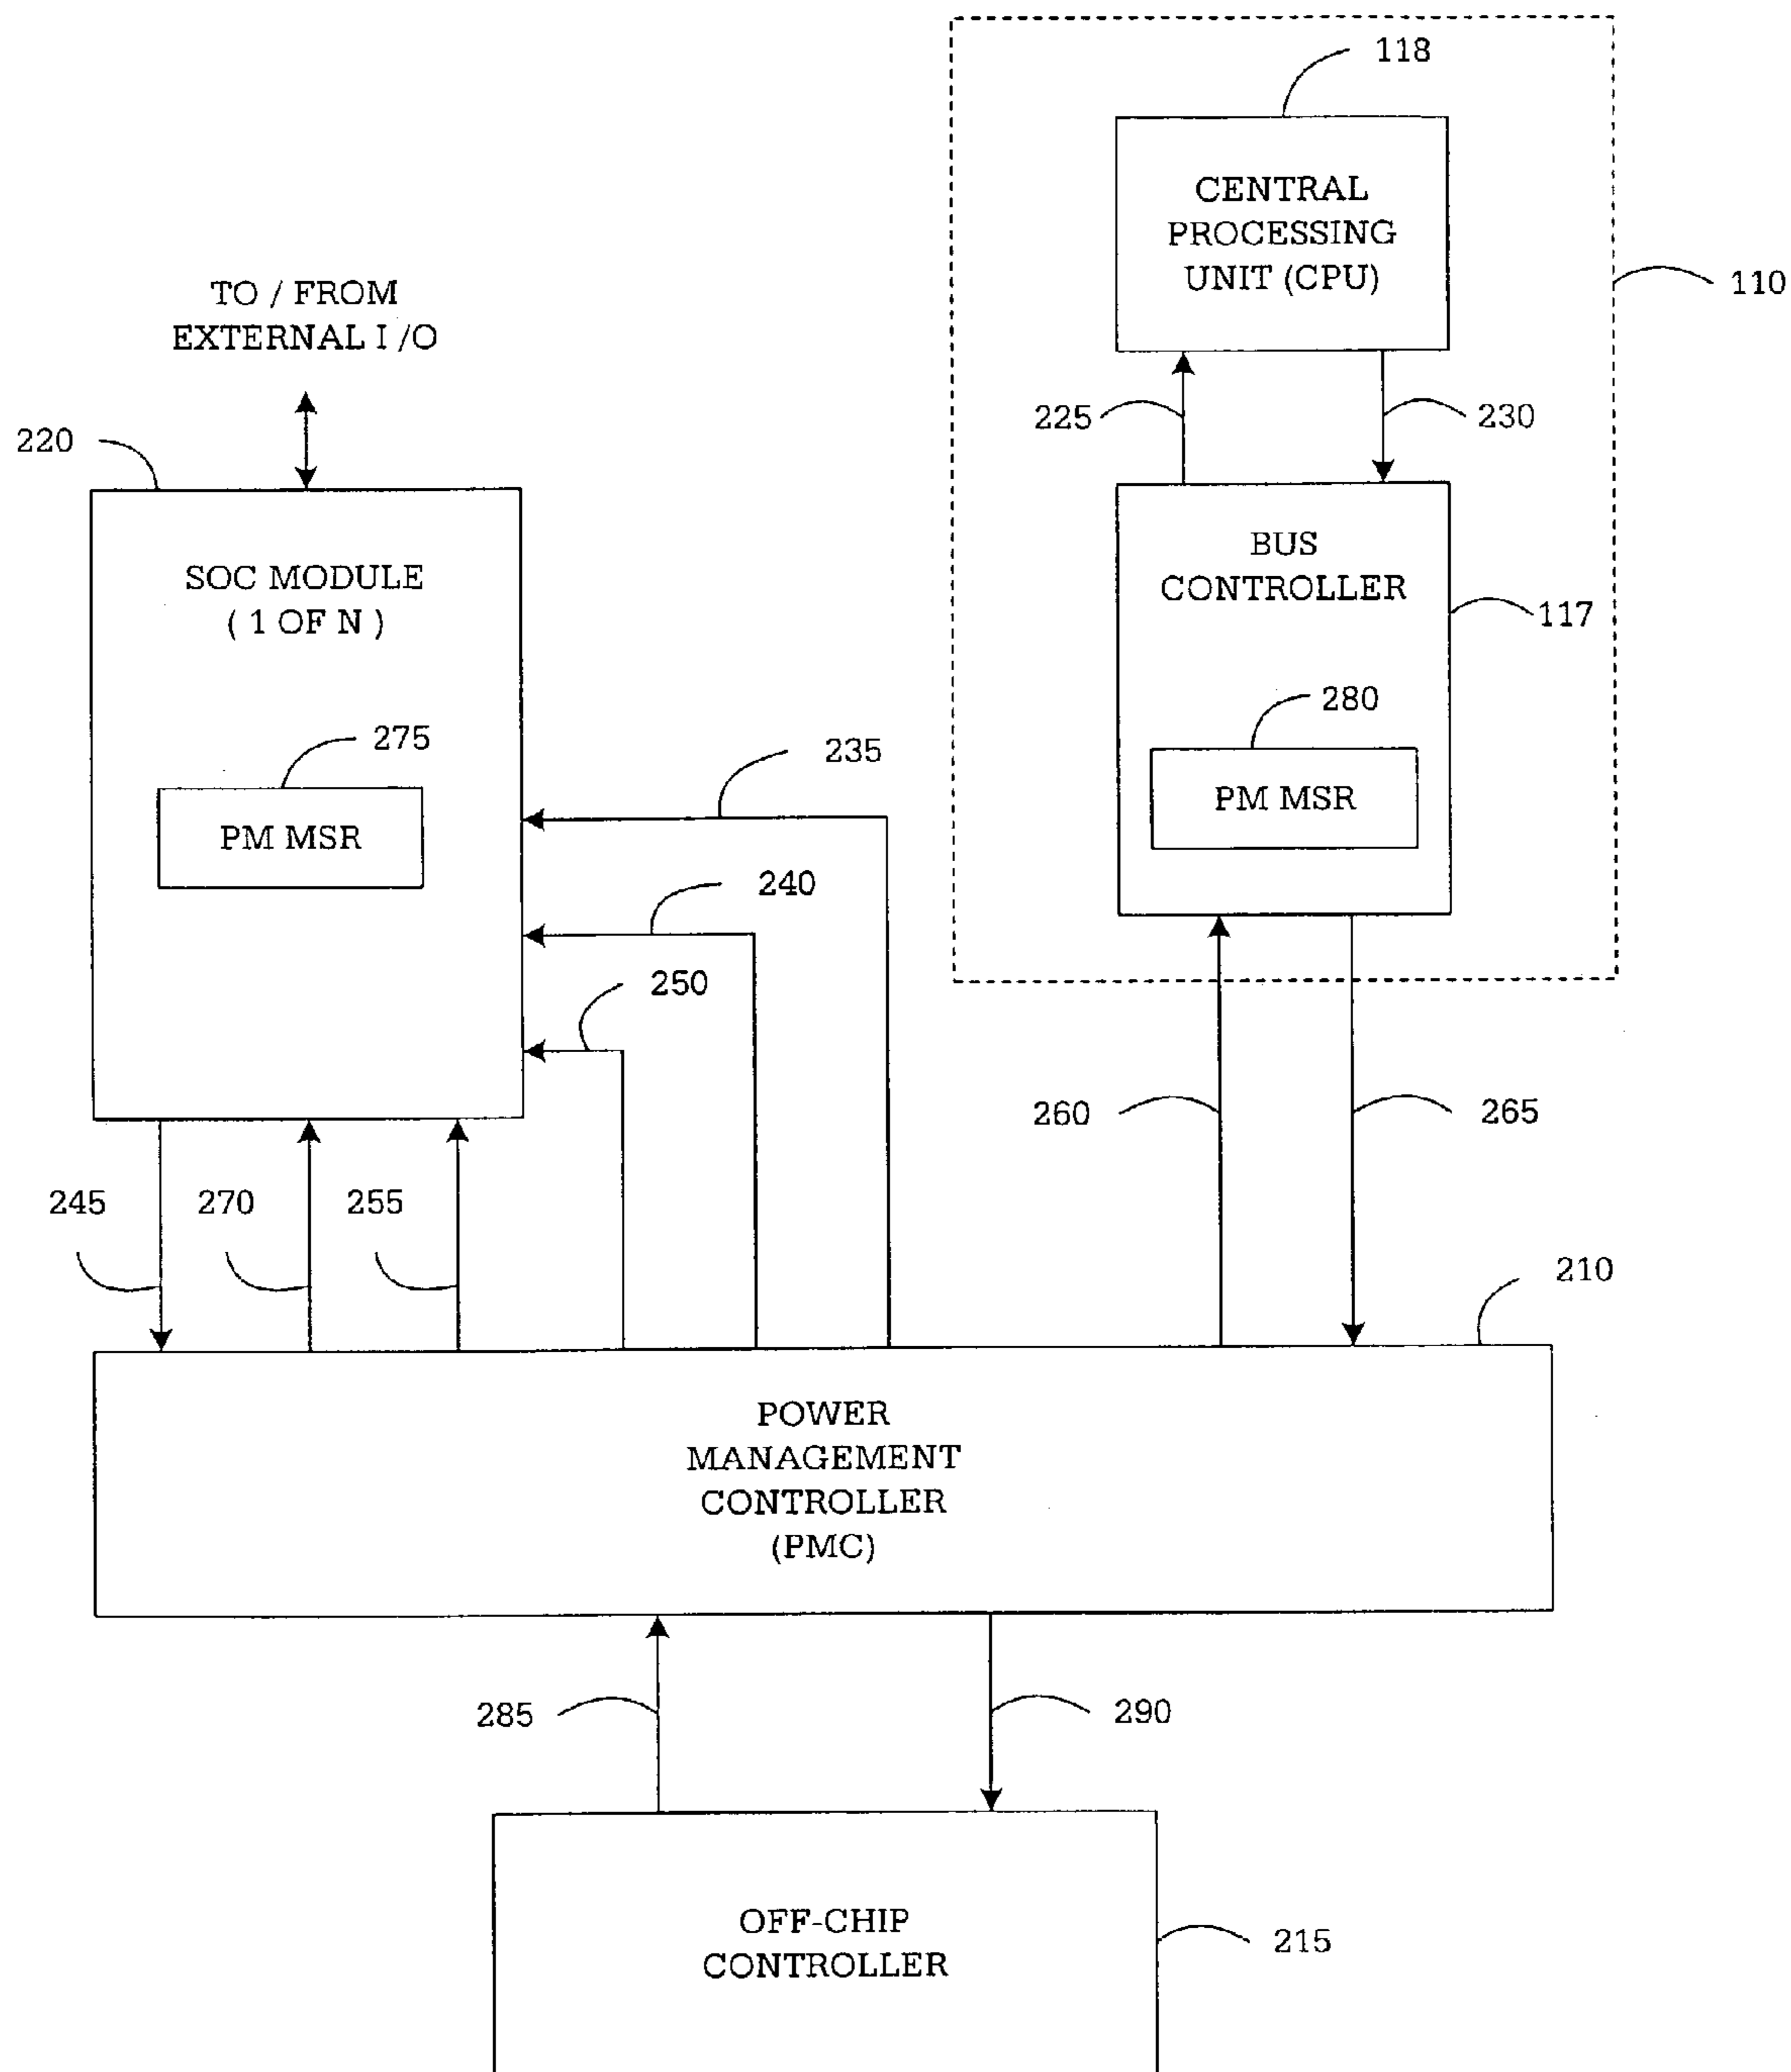 118
CENTRAL
PROCESSING
UNIT (CPU)
110
TO / FROM
EXTERNAL I /O
225
230
220
BUS
CONTROLLER
117
SOC MODULE
( 1 OF N )
280
PM MSR
275
PM MSR
235
240
250
260
265
245
270
255
210
POWER
MANAGEMENT
CONTROLLER
(PMC)
285
290
OFF-CHIP
CONTROLLER
215